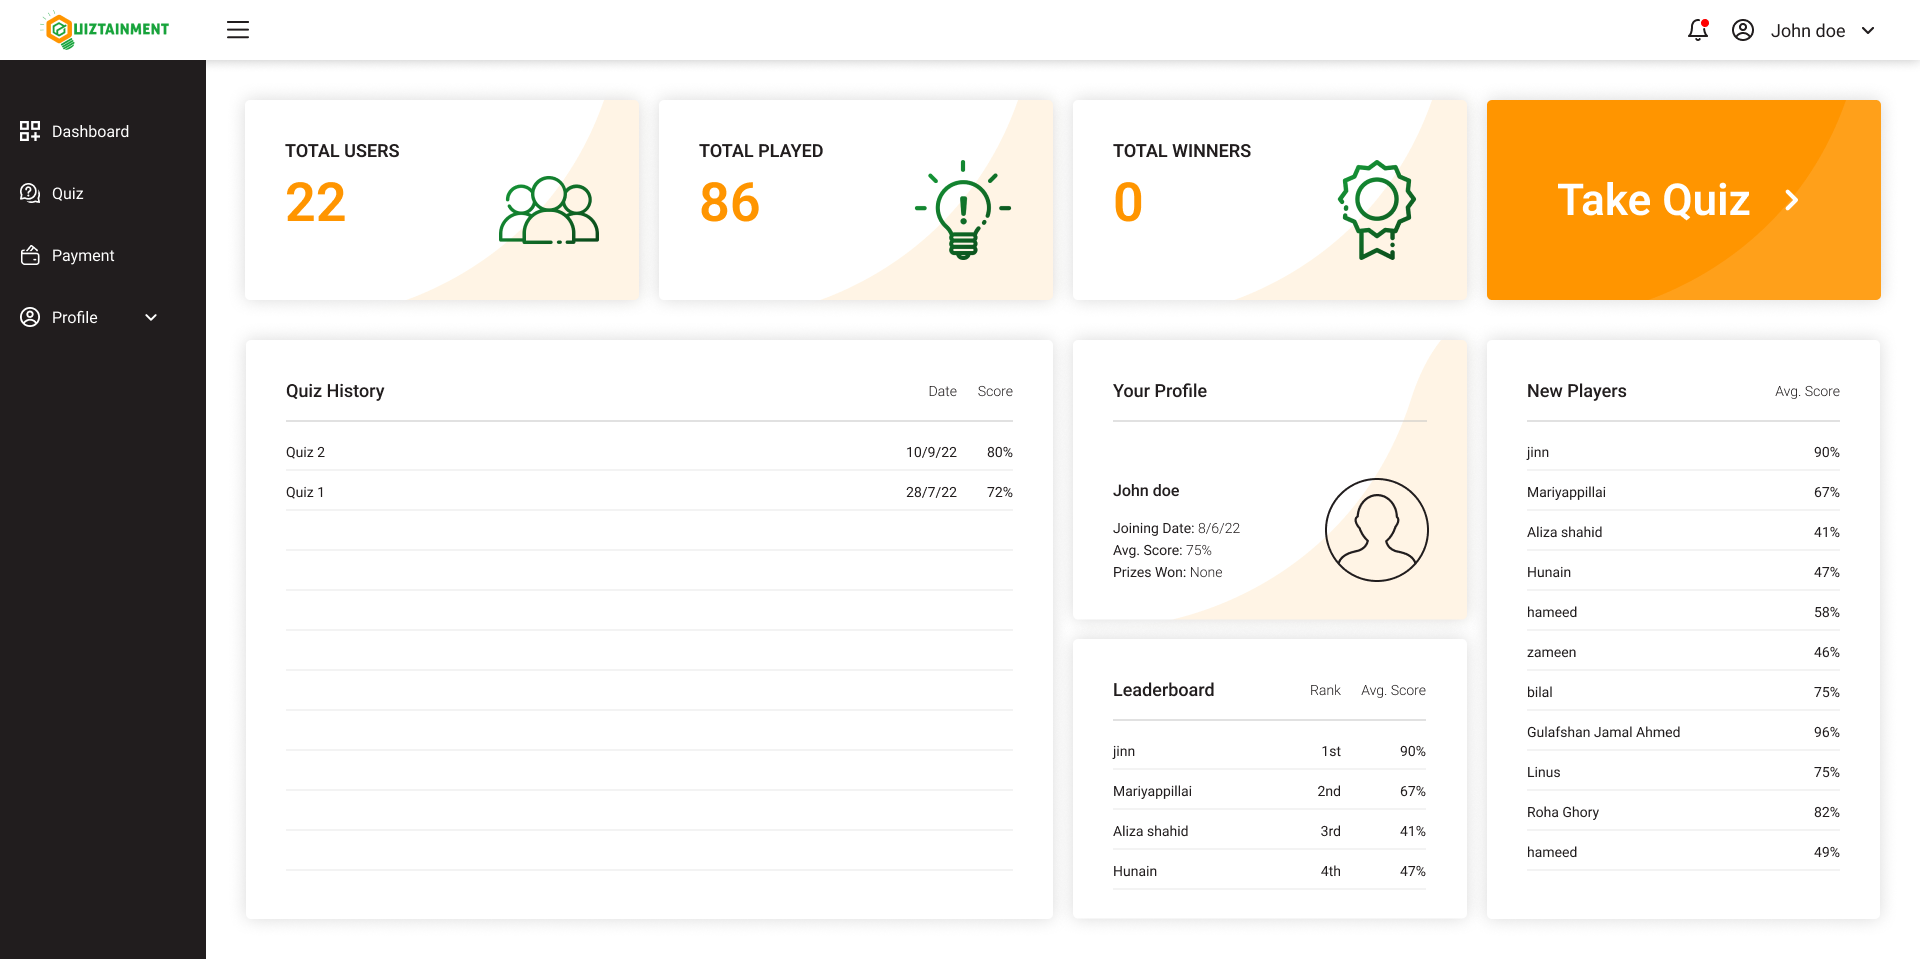 UIZTAINMENT
John doe
Dashboard
Quiz
Payment
Profile
TOTAL USERS
22
TOTAL PLAYED
86
TOTAL WINNERS
0
Take Quiz
Quiz History Date Score
Quiz 2 10/9/22 80%
Quiz 1 28/7/22 72%
Your Profile
John doe
Joining Date: 8/6/22
Avg. Score: 75%
Prizes Won: None
Leaderboard Rank Avg. Score
jinn 1st 90%
Mariyappillai 2nd 67%
Aliza shahid 3rd 41%
Hunain 4th 47%
New Players Avg. Score
jinn 90%
Mariyappillai 67%
Aliza shahid 41%
Hunain 47%
hameed 58%
zameen 46%
bilal 75%
Gulafshan Jamal Ahmed 96%
Linus 75%
Roha Ghory 82%
hameed 49%